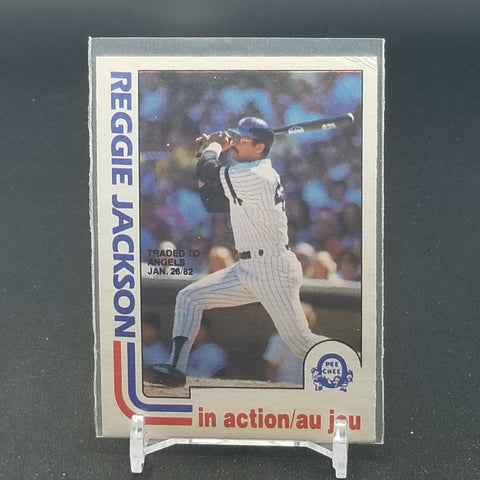 REGGIE JACKSON
TRADED TO
ANGELS
JAN. 26/82
O
PEE
CHEE
in action/au jeu